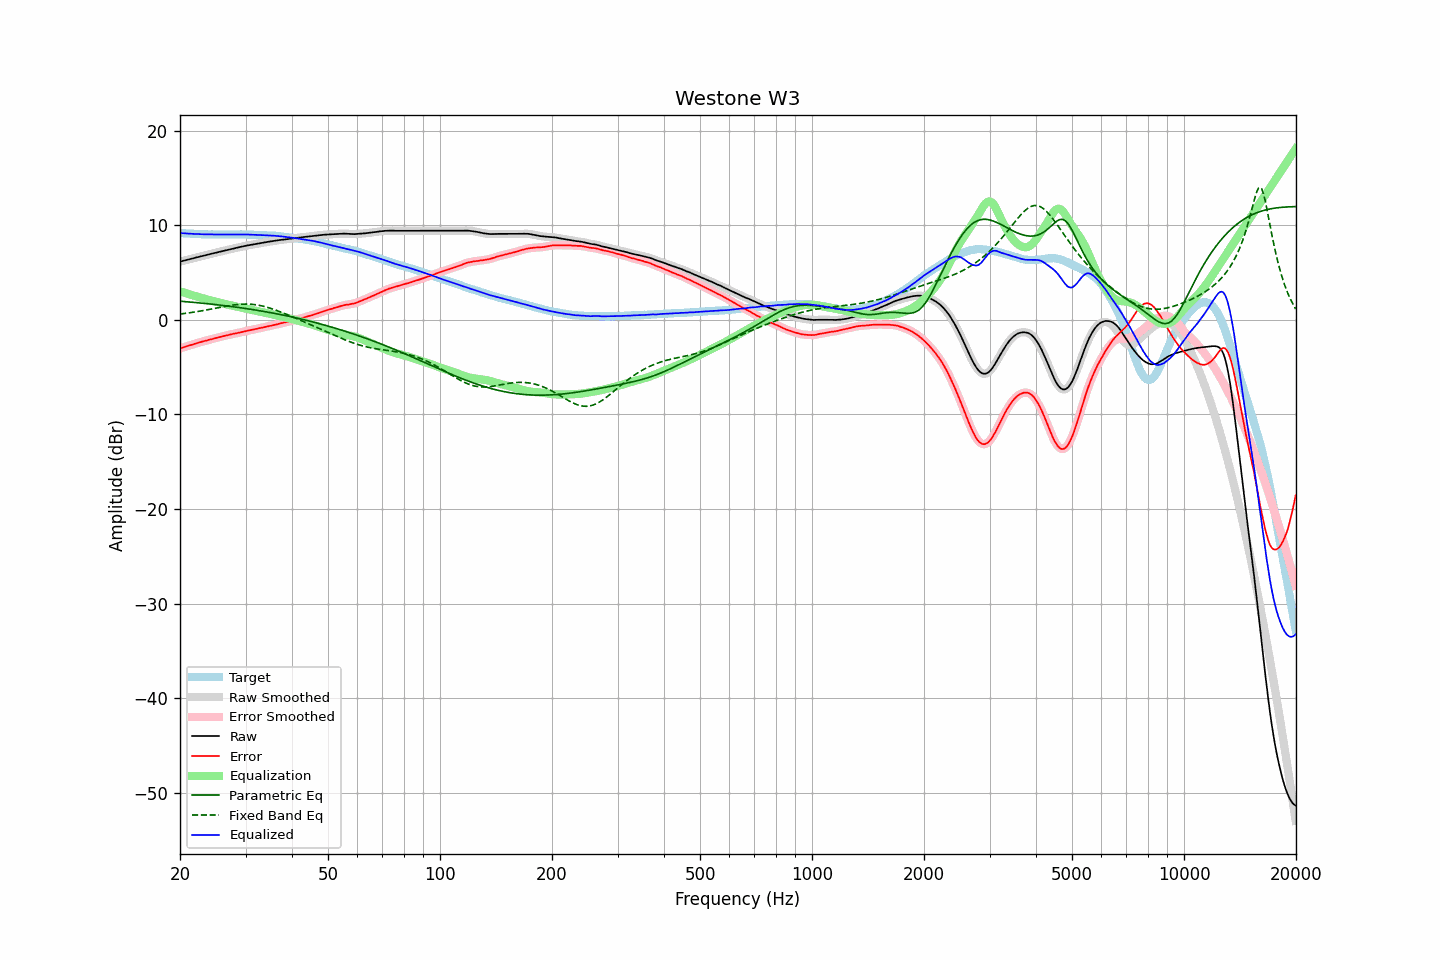 Westone W3
20
10
0
−10
−20
−30
−40
−50
Amplitude (dBr)
Target
Raw Smoothed
Error Smoothed
Raw
Error
Equalization
Parametric Eq
Fixed Band Eq
Equalized
20 50 100 200 500 1000 2000 5000 10000 20000
Frequency (Hz)